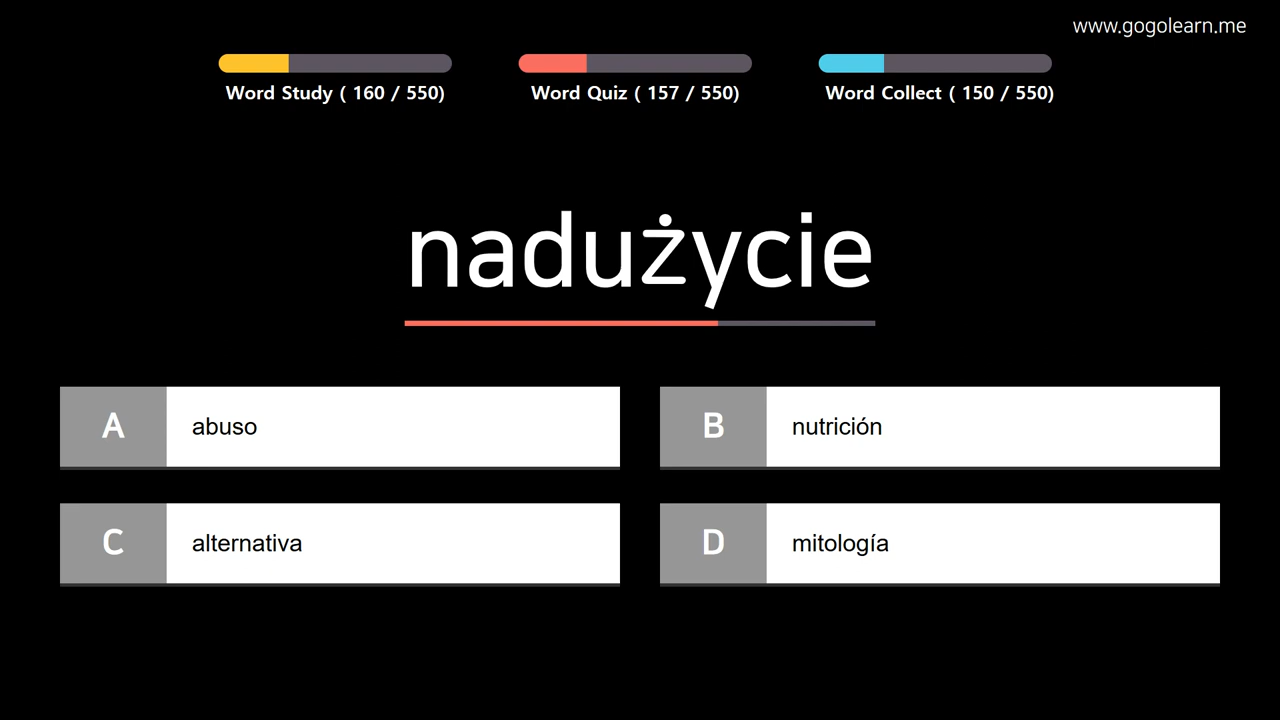 www.gogolearn.me
Word Study ( 160 / 550)
Word Quiz ( 157 / 550)
Word Collect ( 150 / 550)
nadużycie
A abuso
B nutrición
C alternativa
D mitología